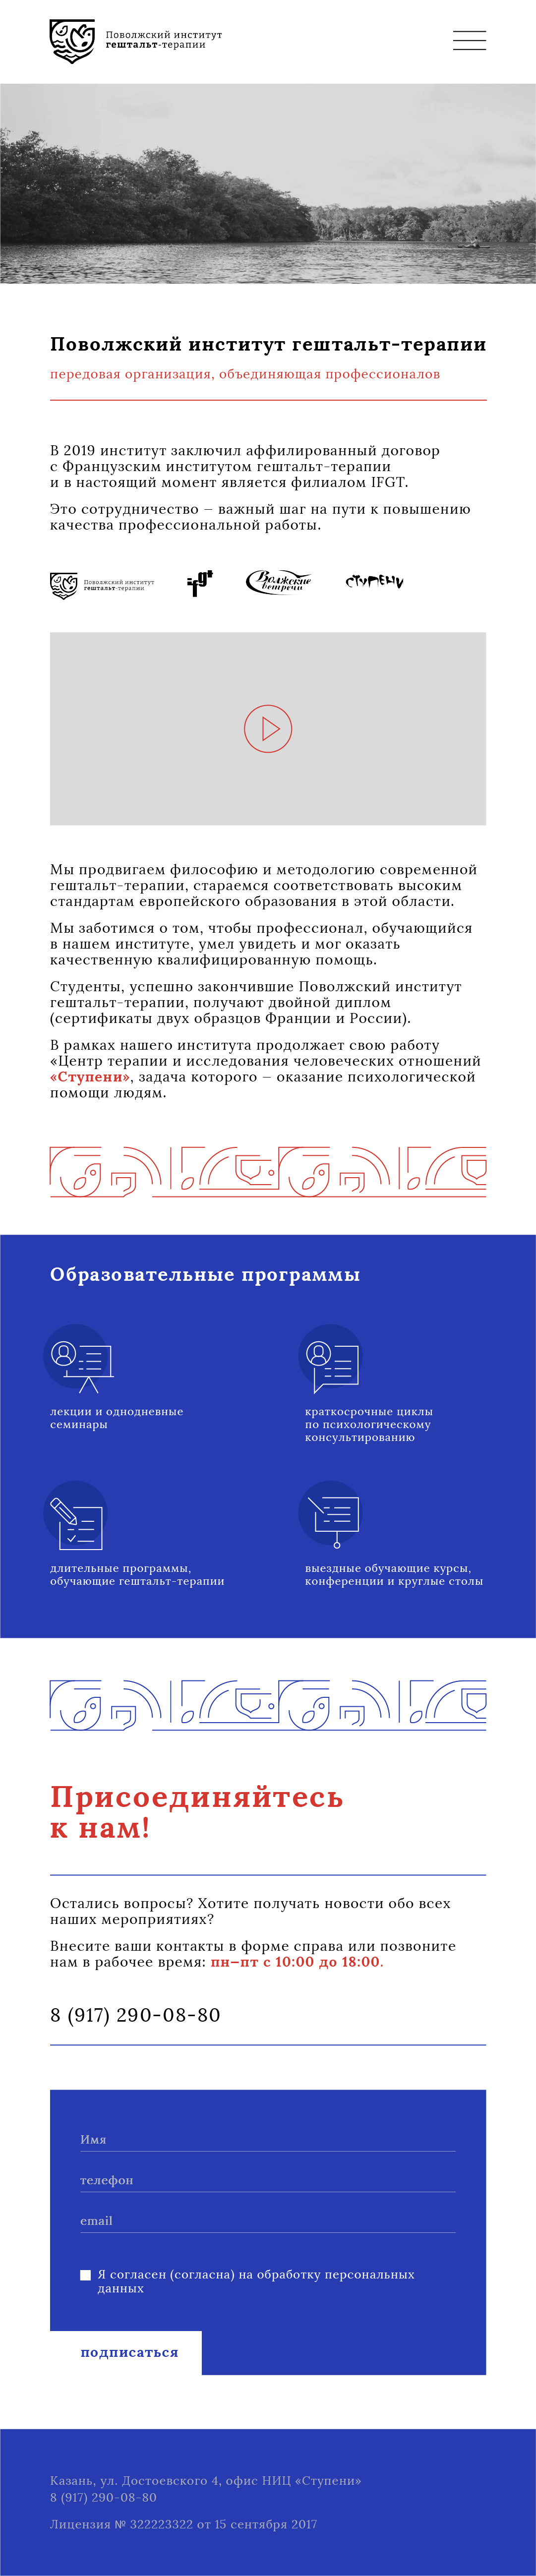 Поволжский институт
гештальт-терапии
Поволжский институт гештальт-терапии
передовая организация, объединяющая профессионалов
В 2019 институт заключил аффилированный договор
с Французским институтом гештальт-терапии
и в настоящий момент является филиалом IFGT.
Это сотрудничество — важный шаг на пути к повышению
качества профессиональной работы.
Поволжский институт
гештальт-терапии
ifgt
Волжские
встречи
СТУПЕНИ
Мы продвигаем философию и методологию современной
гештальт-терапии, стараемся соответствовать высоким
стандартам европейского образования в этой области.
Мы заботимся о том, чтобы профессионал, обучающийся
в нашем институте, умел увидеть и мог оказать
качественную квалифицированную помощь.
Студенты, успешно закончившие Поволжский институт
гештальт-терапии, получают двойной диплом
(сертификаты двух образцов Франции и России).
В рамках нашего института продолжает свою работу
«Центр терапии и исследования человеческих отношений
«Ступени», задача которого — оказание психологической
помощи людям.
Образовательные программы
лекции и однодневные
семинары
краткосрочные циклы
по психологическому
консультированию
длительные программы,
обучающие гештальт-терапии
выездные обучающие курсы,
конференции и круглые столы
Присоединяйтесь
к нам!
Остались вопросы? Хотите получать новости обо всех
наших мероприятиях?
Внесите ваши контакты в форме справа или позвоните
нам в рабочее время: пн–пт с 10:00 до 18:00.
8 (917) 290-08-80
Имя
телефон
email
Я согласен (согласна) на обработку персональных
данных
подписаться
Казань, ул. Достоевского 4, офис НИЦ «Ступени»
8 (917) 290-08-80
Лицензия № 322223322 от 15 сентября 2017